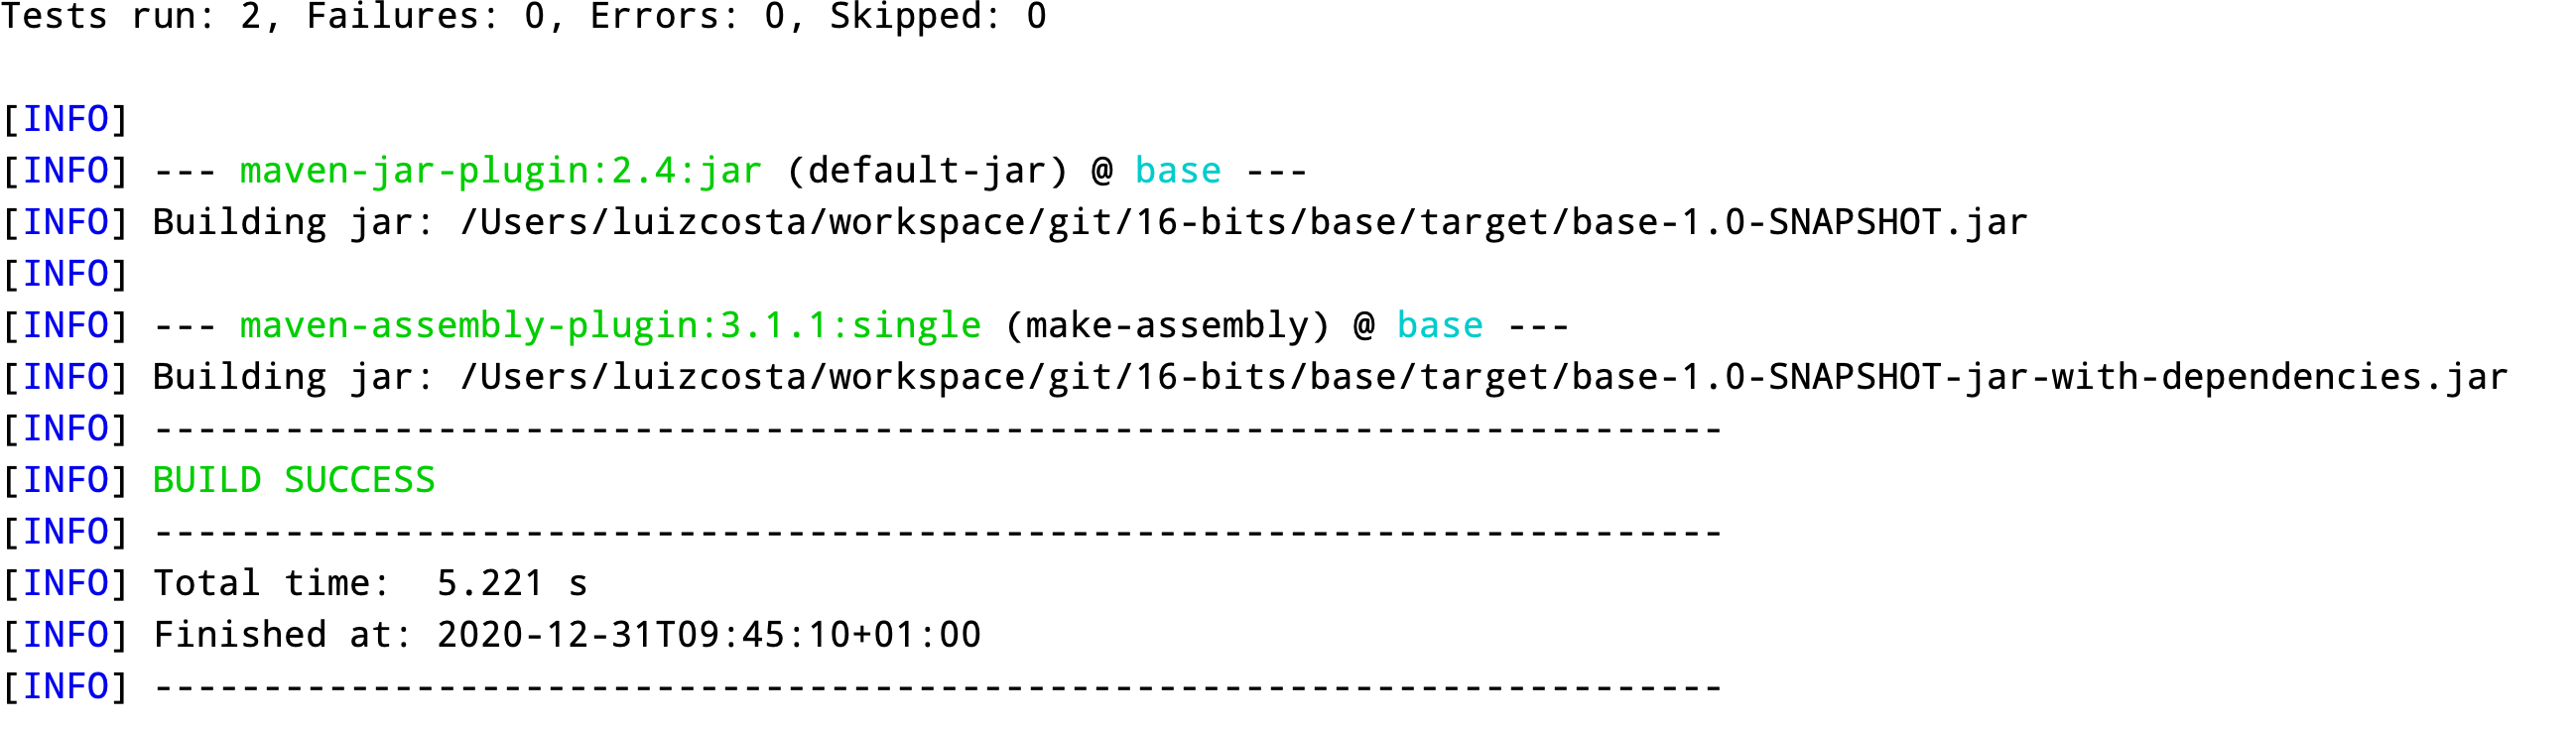 Tests run: 2, Failures: 0, Errors: 0, Skipped: 0
[INFO]
[INFO] --- maven-jar-plugin:2.4:jar (default-jar) @ base ---
[INFO] Building jar: /Users/luizcosta/workspace/git/16-bits/base/target/base-1.0-SNAPSHOT.jar
[INFO]
[INFO] --- maven-assembly-plugin:3.1.1:single (make-assembly) @ base ---
[INFO] Building jar: /Users/luizcosta/workspace/git/16-bits/base/target/base-1.0-SNAPSHOT-jar-with-dependencies.jar
[INFO] ------------------------------------------------------------------------
[INFO] BUILD SUCCESS
[INFO] ------------------------------------------------------------------------
[INFO] Total time:  5.221 s
[INFO] Finished at: 2020-12-31T09:45:10+01:00
[INFO] ------------------------------------------------------------------------